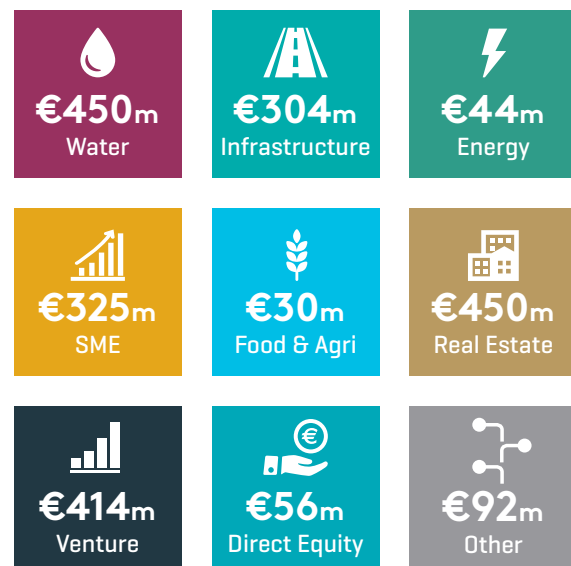 €450m
Water
€304m
Infrastructure
€44m
Energy
€325m
SME
€30m
Food & Agri
€450m
Real Estate
€414m
Venture
€
€56m
Direct Equity
€92m
Other